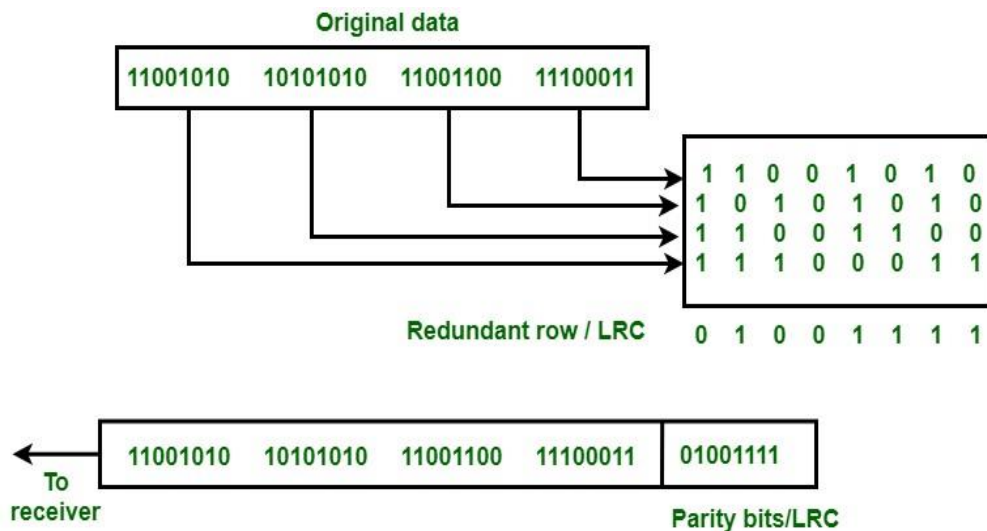 Original data
11001010 10101010 11001100 11100011
1 1 0 0 1 0 1 0
1 0 1 0 1 0 1 0
1 1 0 0 1 1 0 0
1 1 1 0 0 0 1 1
Redundant row / LRC 0 1 0 0 1 1 1 1
11001010 10101010 11001100 11100011 01001111
To
receiver
Parity bits/LRC